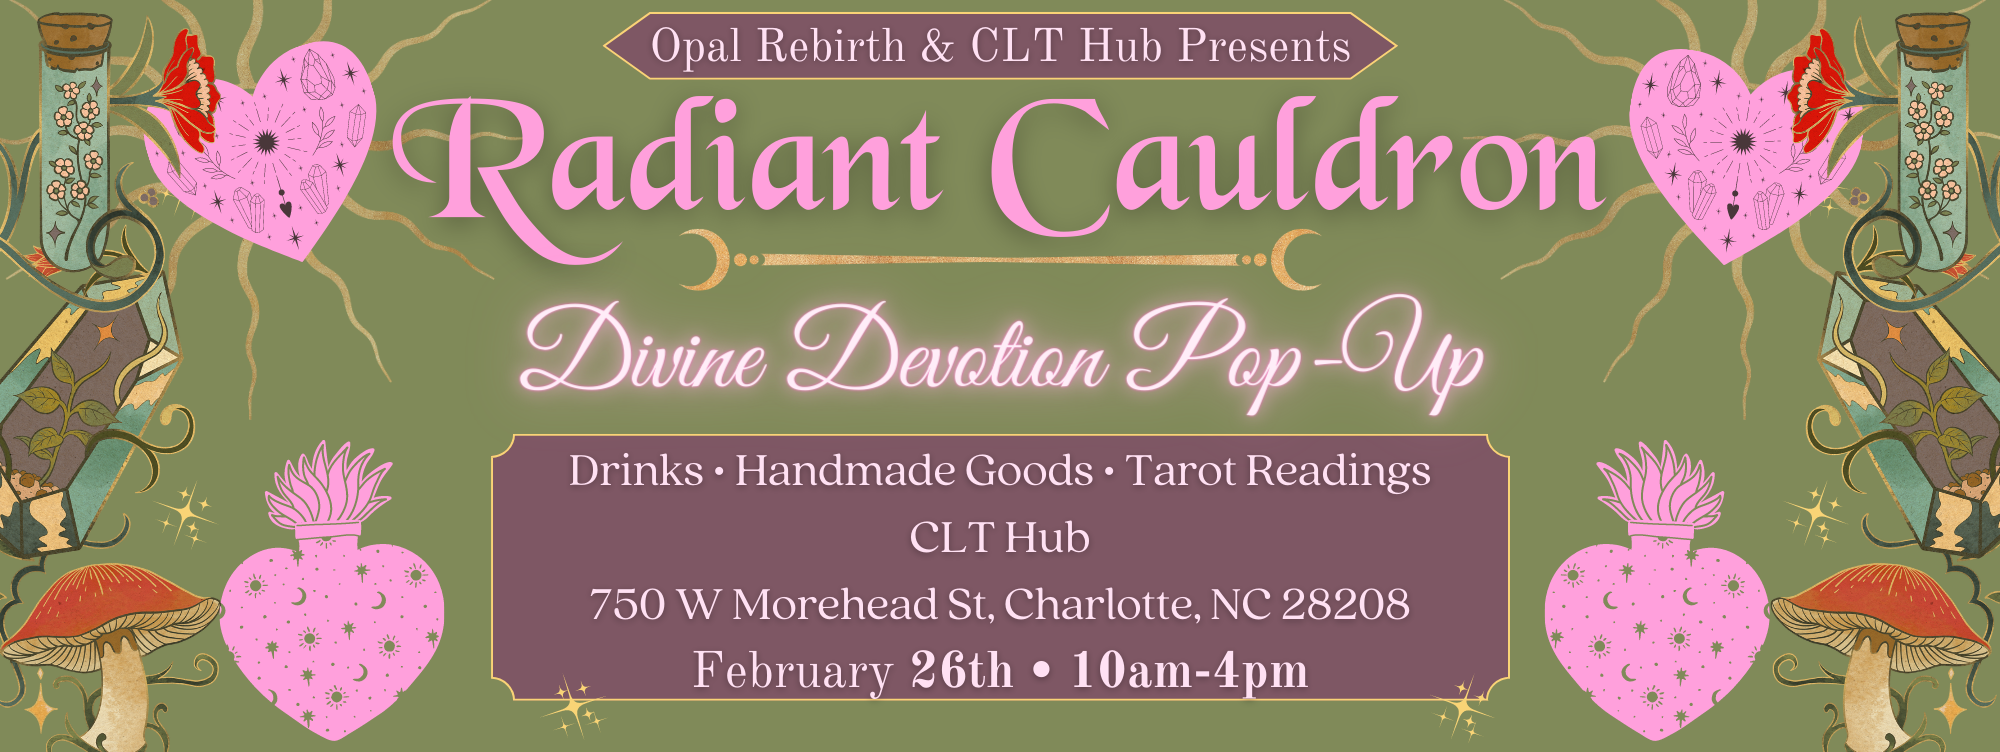 Opal Rebirth & CLT Hub Presents
Radiant Cauldron
Divine Devotion Pop-Up
Drinks • Handmade Goods • Tarot Readings
CLT Hub
750 W Morehead St, Charlotte, NC 28208
February 26th • 10am-4pm